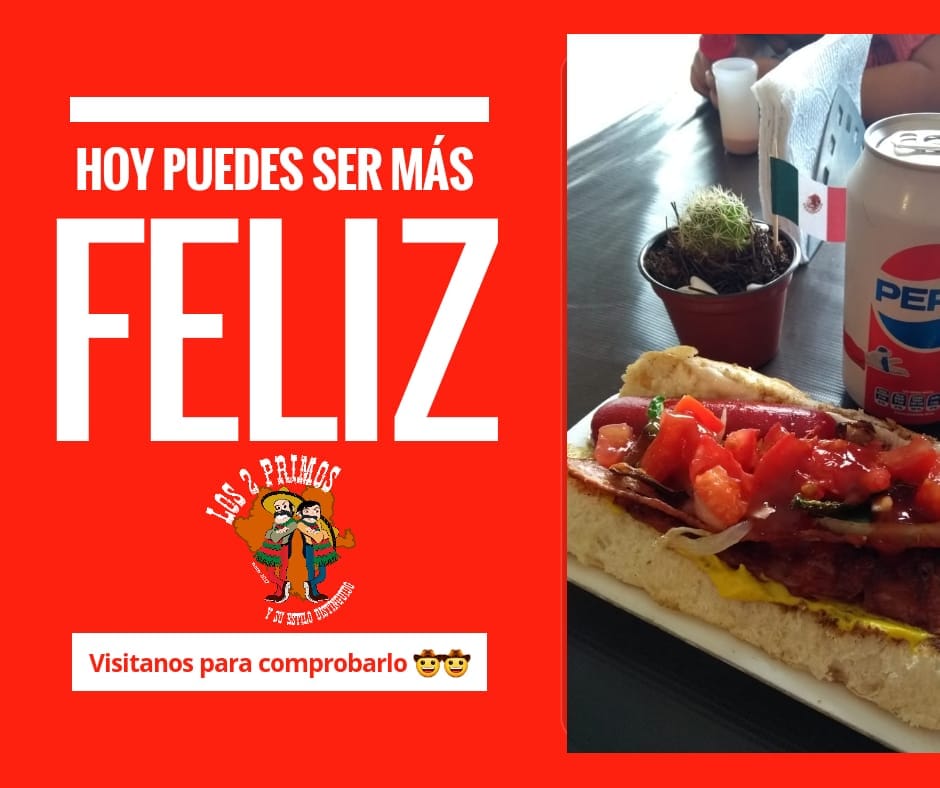 HOY PUEDES SER MÁS
FELIZ
LOS 2 PRIMOS
Y SU ESTILO DISTINGUIDO
Visitanos para comprobarlo 🤠🤠
PEP